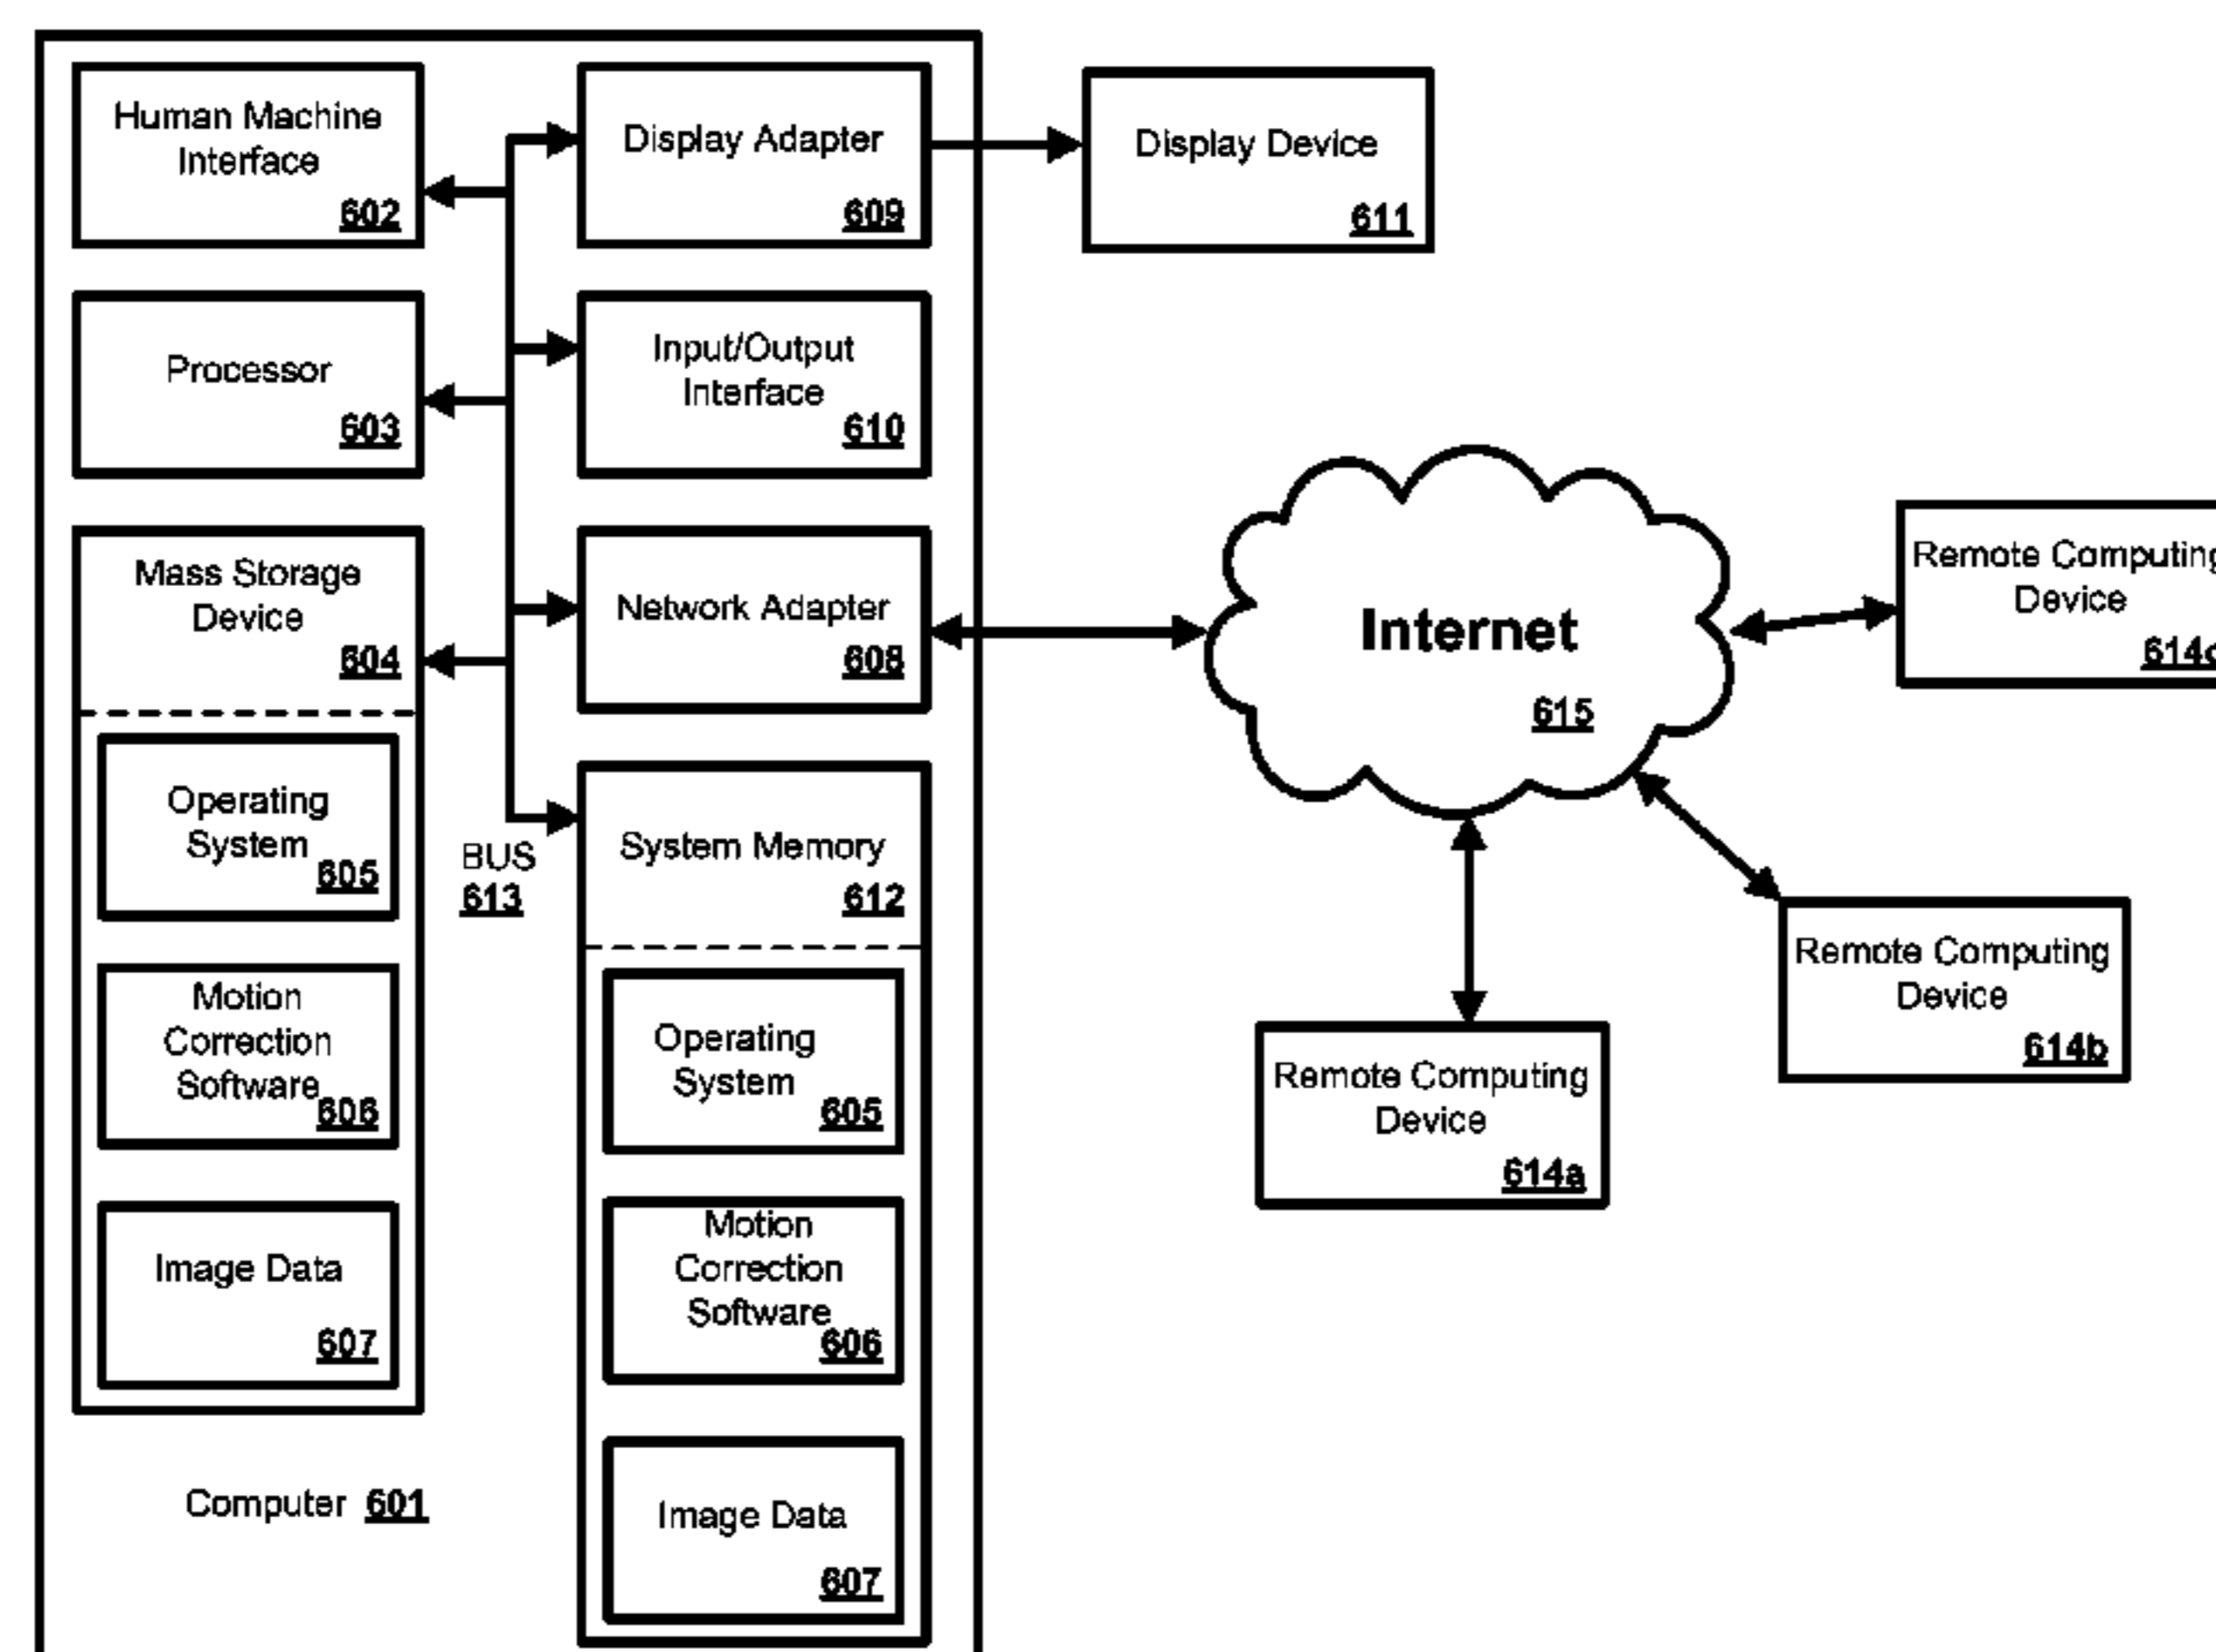 Human Machine
Interface
602
Display Adapter
609
Display Device
611
Processor
603
Input/Output
Interface
610
Mass Storage
Device
604
Network Adapter
608
Internet
615
Remote Computing
Device
614c
Operating
System
605
BUS
613
System Memory
612
Remote Computing
Device
614b
Motion
Correction
Software
606
Operating
System
605
Remote Computing
Device
614a
Image Data
607
Motion
Correction
Software
606
Computer 601
Image Data
607